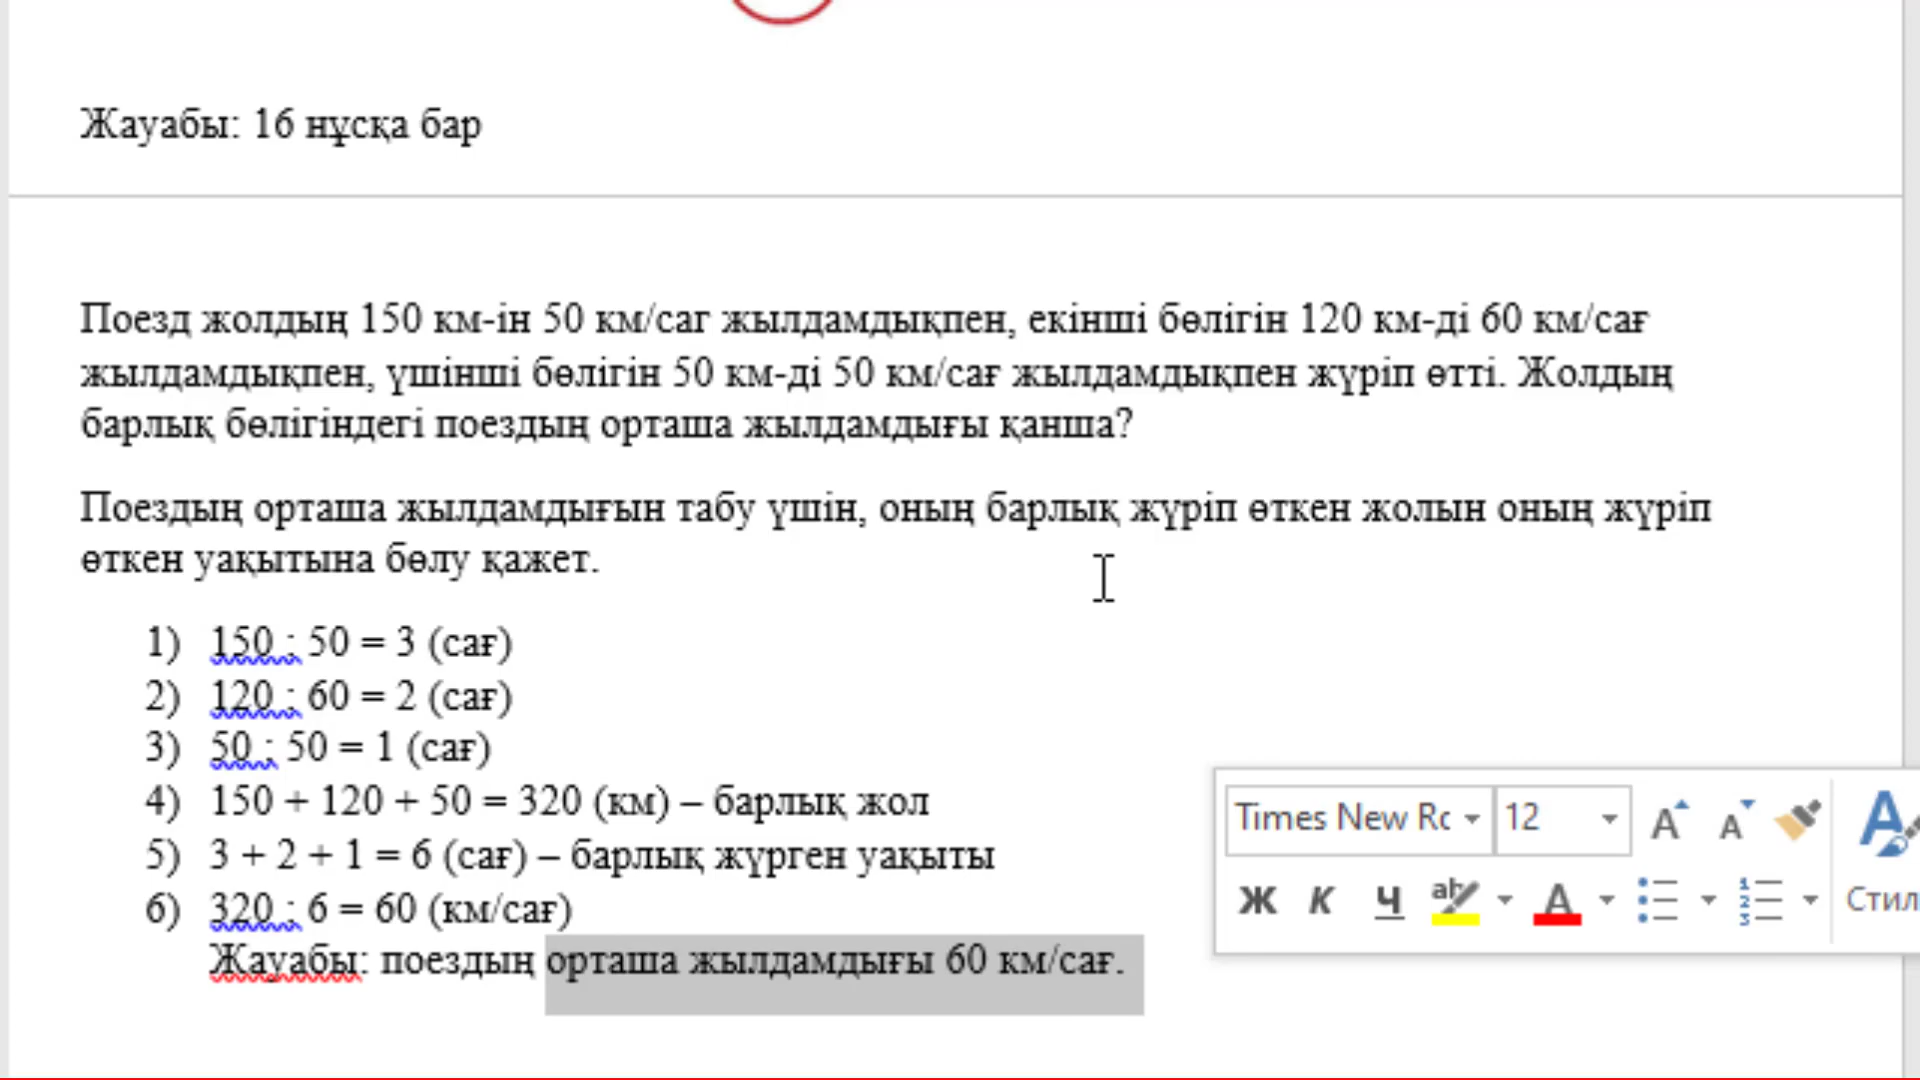 Жауабы: 16 нұсқа бар
Поезд жолдың 150 км-ін 50 км/саг жылдамдықпен, екінші бөлігін 120 км-ді 60 км/сағ
жылдамдықпен, үшінші бөлігін 50 км-ді 50 км/сағ жылдамдықпен жүріп өтті. Жолдың
барлық бөлігіндегі поездың орташа жылдамдығы қанша?
Поездың орташа жылдамдығын табу үшін, оның барлық жүріп өткен жолын оның жүріп
өткен уақытына бөлу қажет.
1) 150 : 50 = 3 (сағ)
2) 120 : 60 = 2 (сағ)
3) 50 : 50 = 1 (сағ)
4) 150 + 120 + 50 = 320 (км) – барлық жол
5) 3 + 2 + 1 = 6 (сағ) – барлық жүрген уақыты
6) 320 : 6 = 60 (км/сағ)
Жауабы: поездың орташа жылдамдығы 60 км/сағ.
Times New Rc 12
Ж К Ч Стил